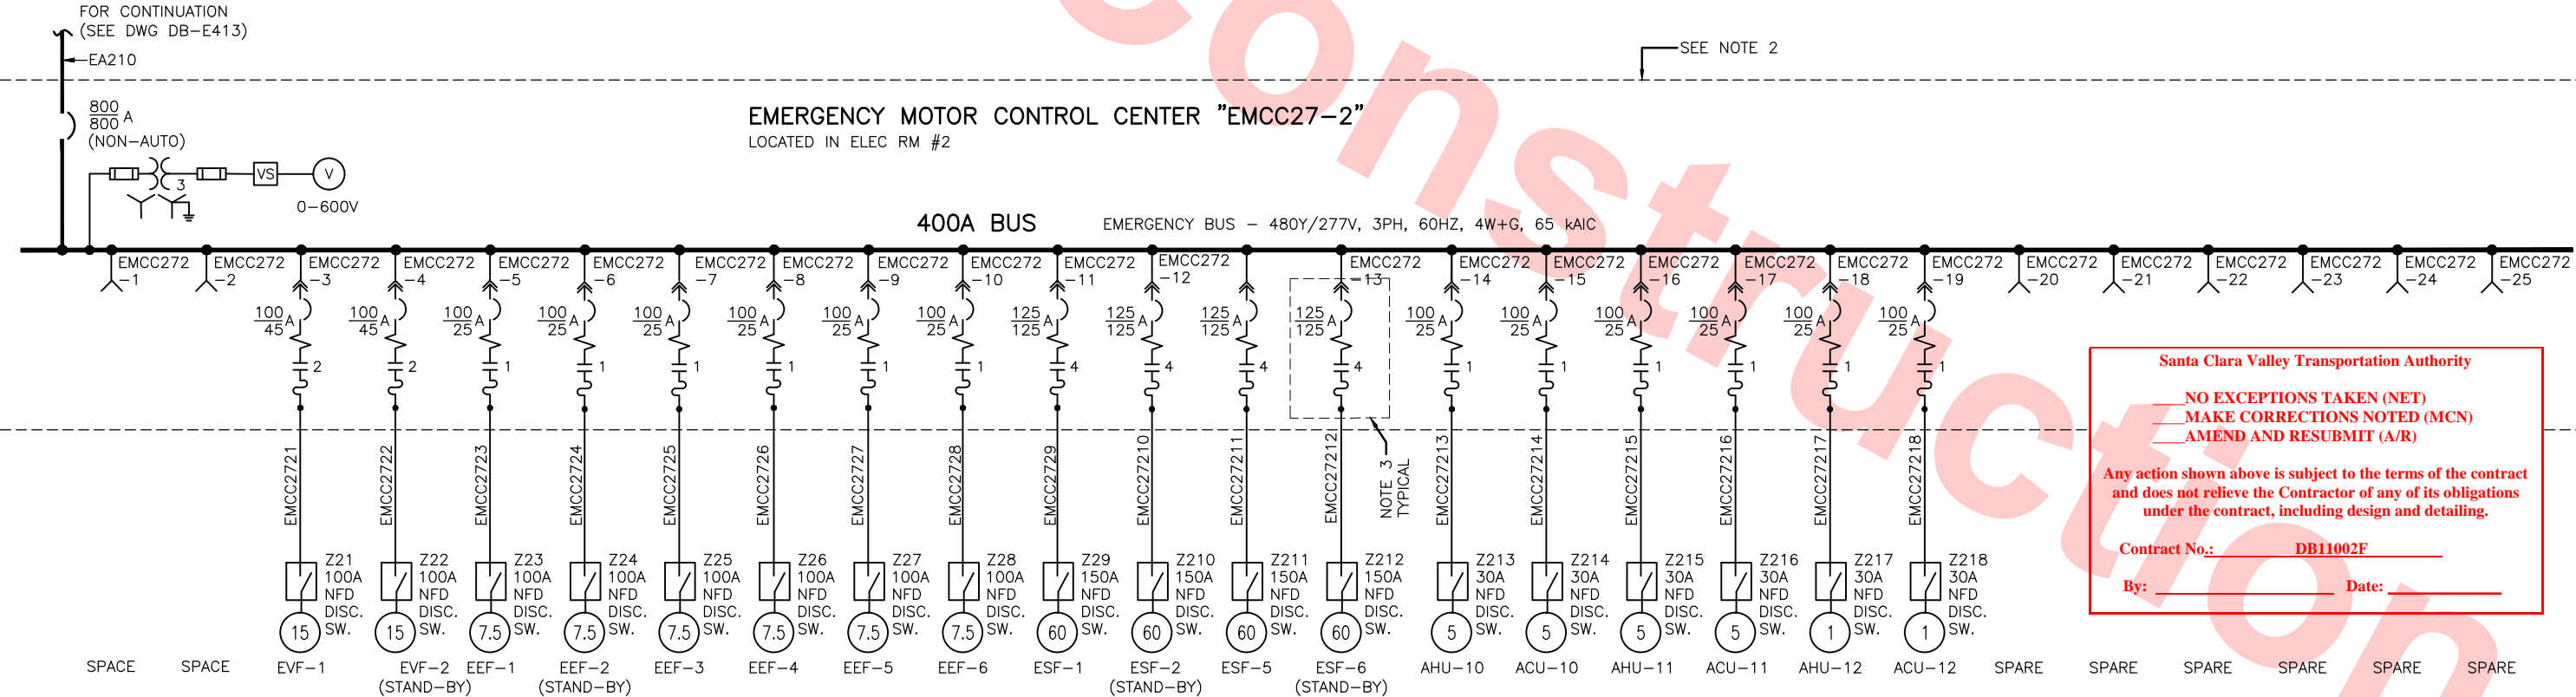 FOR CONTINUATION
(SEE DWG DB-E413)
EA210
SEE NOTE 2
800
800 A
(NON-AUTO)
EMERGENCY MOTOR CONTROL CENTER "EMCC27-2"
LOCATED IN ELEC RM #2
3
VS
V
0-600V
400A BUS
EMERGENCY BUS - 480Y/277V, 3PH, 60HZ, 4W+G, 65 kAIC
EMCC272 EMCC272 EMCC272 EMCC272 EMCC272 EMCC272 EMCC272 EMCC272 EMCC272 EMCC272 EMCC272 EMCC272 EMCC272 EMCC272 EMCC272 EMCC272 EMCC272 EMCC272 EMCC272 EMCC272 EMCC272 EMCC272 EMCC272 EMCC272 EMCC272
-1 -2 -3 -4 -5 -6 -7 -8 -9 -10 -11 -12 -13 -14 -15 -16 -17 -18 -19 -20 -21 -22 -23 -24 -25
100 100 100 100 100 100 100 100 125 125 125 125 100 100 100 100 100 100
45 A 45 A 25 A 25 A 25 A 25 A 25 A 25 A 125 A 125 A 125 A 125 A 25 A 25 A 25 A 25 A 25 A 25 A
2 2 1 1 1 1 1 1 4 4 4 4 1 1 1 1 1 1
EMCC22721 EMCC22722 EMCC22723 EMCC22724 EMCC22725 EMCC22726 EMCC22727 EMCC22728 EMCC22729 EMCC27210 EMCC27211 EMCC27212 EMCC27213 EMCC27214 EMCC27215 EMCC27216 EMCC27217 EMCC27218
NOTE 3
TYPICAL
Z21 Z22 Z23 Z24 Z25 Z26 Z27 Z28 Z29 Z210 Z211 Z212 Z213 Z214 Z215 Z216 Z217 Z218
100A 100A 100A 100A 100A 100A 100A 100A 150A 150A 150A 150A 30A 30A 30A 30A 30A 30A
NFD NFD NFD NFD NFD NFD NFD NFD NFD NFD NFD NFD NFD NFD NFD NFD NFD NFD
DISC. DISC. DISC. DISC. DISC. DISC. DISC. DISC. DISC. DISC. DISC. DISC. DISC. DISC. DISC. DISC. DISC. DISC.
SW. SW. SW. SW. SW. SW. SW. SW. SW. SW. SW. SW. SW. SW. SW. SW. SW. SW.
15 15 7.5 7.5 7.5 7.5 7.5 7.5 60 60 60 60 5 5 5 5 1 1
SPACE SPACE EVF-1 EVF-2 EEF-1 EEF-2 EEF-3 EEF-4 EEF-5 EEF-6 ESF-1 ESF-2 ESF-5 ESF-6 AHU-10 ACU-10 AHU-11 ACU-11 AHU-12 ACU-12 SPARE SPARE SPARE SPARE SPARE SPARE
(STAND-BY) (STAND-BY) (STAND-BY) (STAND-BY)
Santa Clara Valley Transportation Authority
____NO EXCEPTIONS TAKEN (NET)
____MAKE CORRECTIONS NOTED (MCN)
____AMEND AND RESUBMIT (A/R)
Any action shown above is subject to the terms of the contract
and does not relieve the Contractor of any of its obligations
under the contract, including design and detailing.
Contract No.: DB11002F
By: ____ Date: ____
Construction